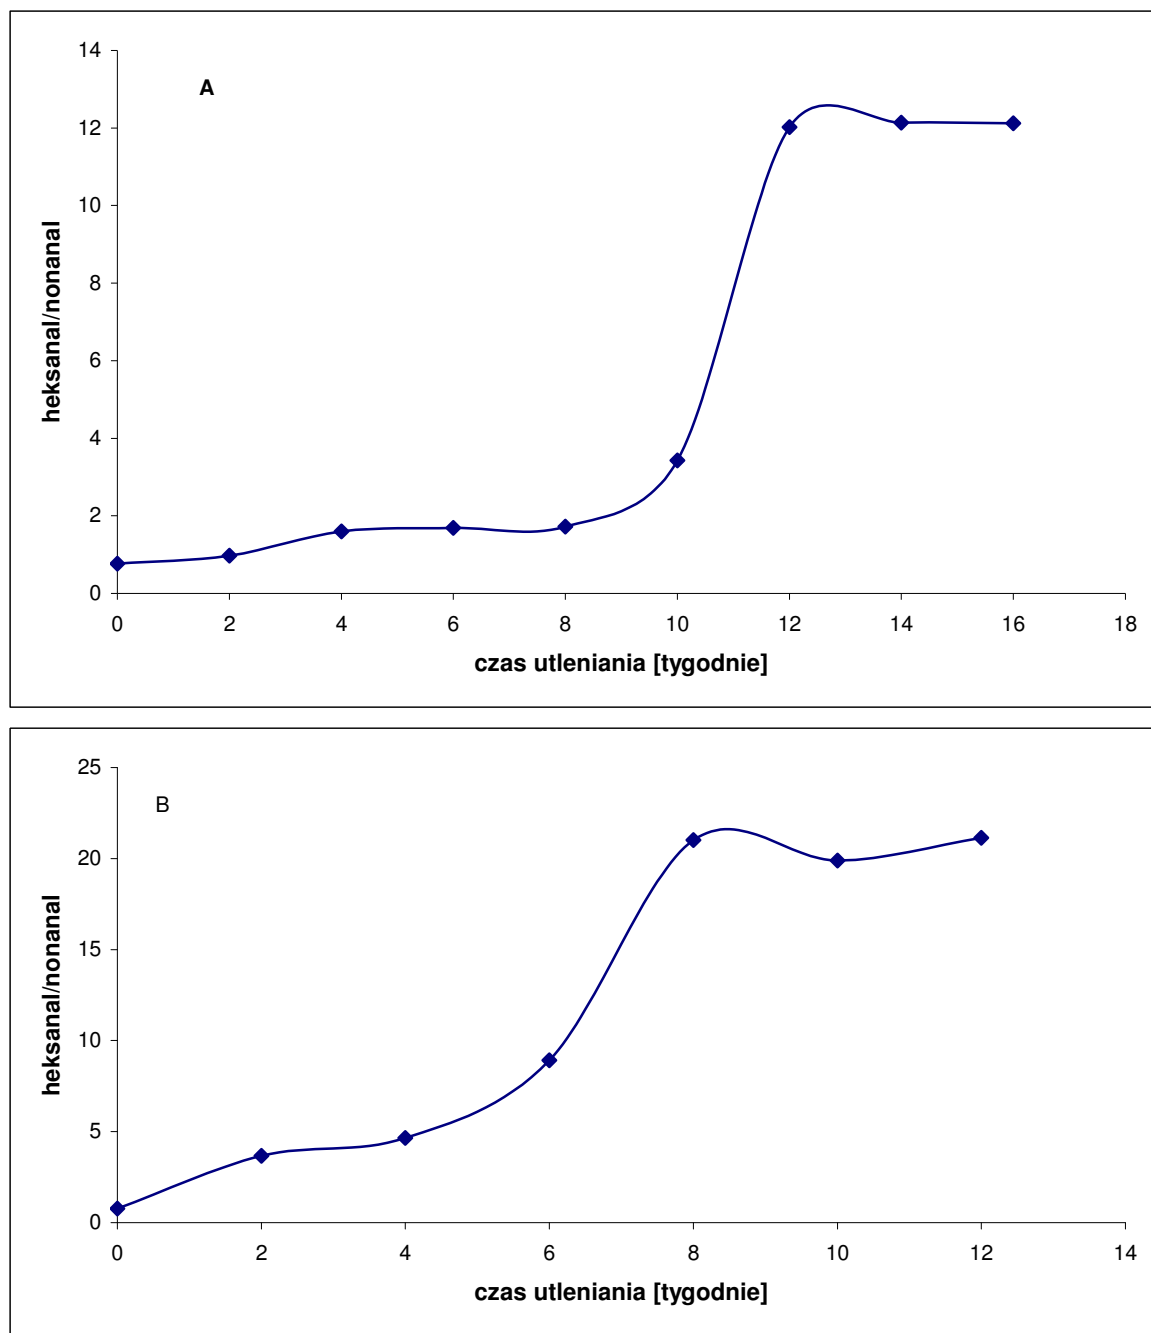 14
A
12
10
8
6
4
2
0
heksanal/nonanal
0 2 4 6 8 10 12 14 16 18
czas utleniania [tygodnie]
25
B
20
15
10
5
0
heksanal/nonanal
0 2 4 6 8 10 12 14
czas utleniania [tygodnie]